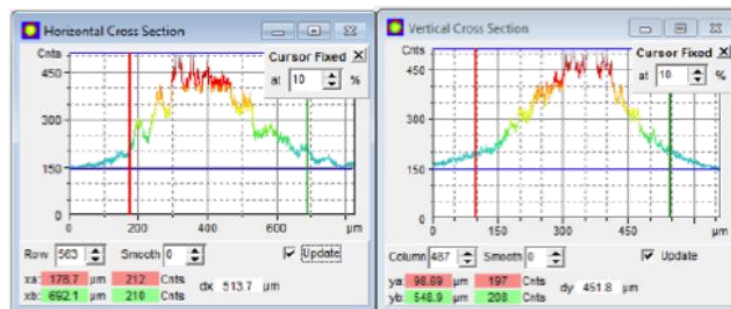 Horizontal Cross Section
Cnts
Cursor Fixed
at 10 %
450
300
150
0
0 200 400 600 µm
Row 563 Smooth 0 Update
xa: 178.7 µm 212 Cnts
xb: 692.1 µm 210 Cnts
dx 513.7 µm
Vertical Cross Section
Cnts
Cursor Fixed
at 10 %
450
300
150
0
0 150 300 450 µm
Column 487 Smooth 0 Update
ya: 98.69 µm 197 Cnts
yb: 548.9 µm 208 Cnts
dy 451.8 µm